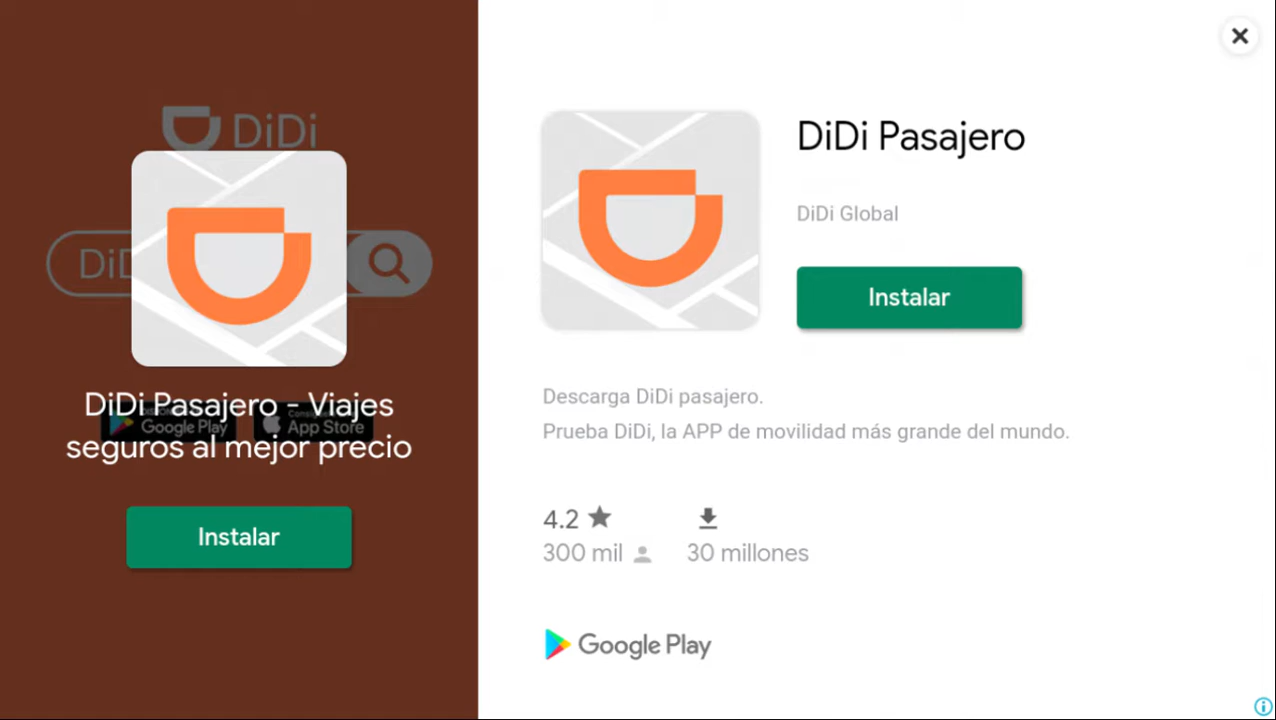 DiDi
DiD
DiDi Pasajero - Viajes
Google Play
App Store
seguros al mejor precio
Instalar
DiDi Pasajero
DiDi Global
Instalar
Descarga DiDi pasajero.
Prueba DiDi, la APP de movilidad más grande del mundo.
4.2
300 mil
30 millones
Google Play